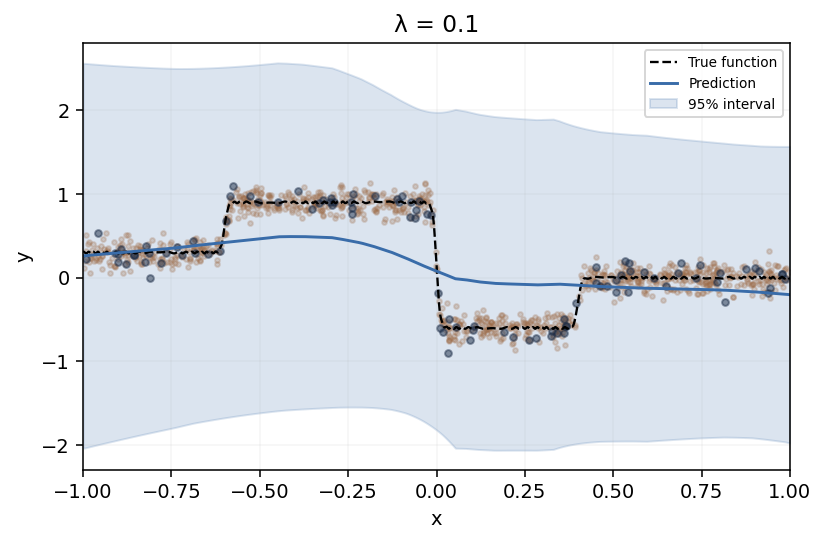 λ = 0.1
True function
Prediction
95% interval
y
2
1
0
−1
−2
−1.00 −0.75 −0.50 −0.25 0.00 0.25 0.50 0.75 1.00
x